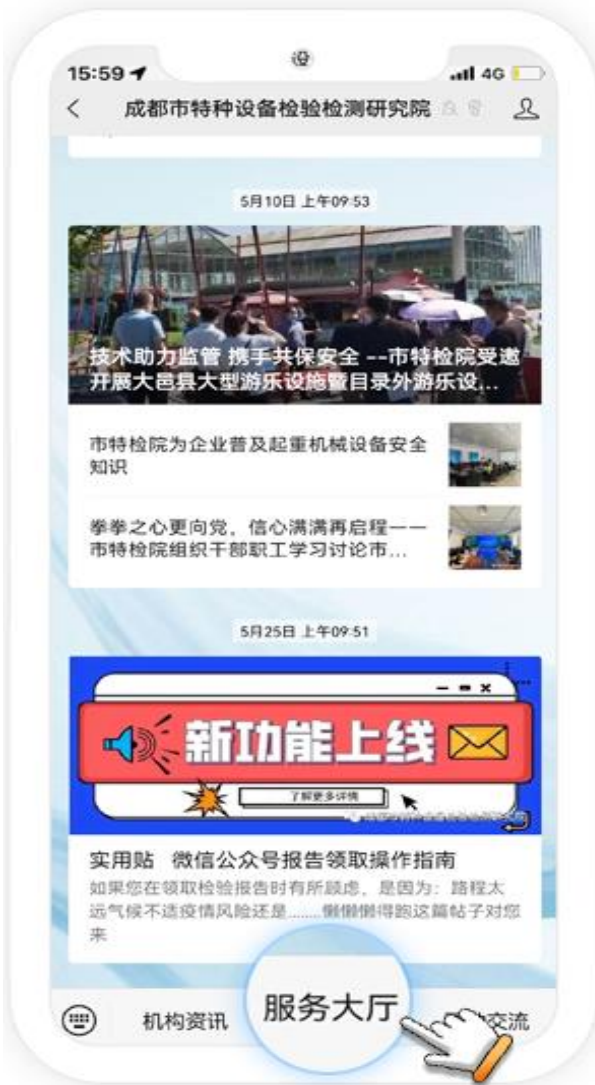 15:59
4G
成都市特种设备检验检测研究院
5月10日 上午09:53
技术助力监管 携手共保安全 --市特检院受邀
开展大邑县大型游乐设施暨目录外游乐设...
市特检院为企业普及起重机械设备安全
知识
拳拳之心更向党，信心满满再启程——
市特检院组织干部职工学习讨论市...
5月25日 上午09:51
新功能上线
了解更多详情
实用贴 微信公众号报告领取操作指南
如果您在领取检验报告时有所顾虑，是因为：路程太
远气候不适疫情风险还是.......懒懒懒得跑这篇帖子对您
来
机构资讯
服务大厅
交流